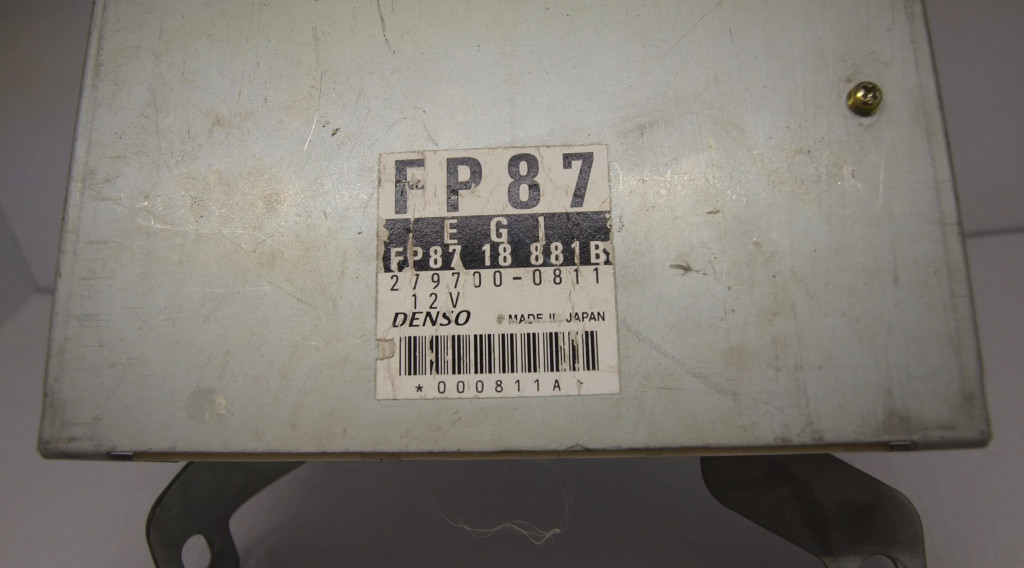 FP87
EGI
FP87 18 881B
279700-0811
12V
DENSO MADE IN JAPAN
*000811A*